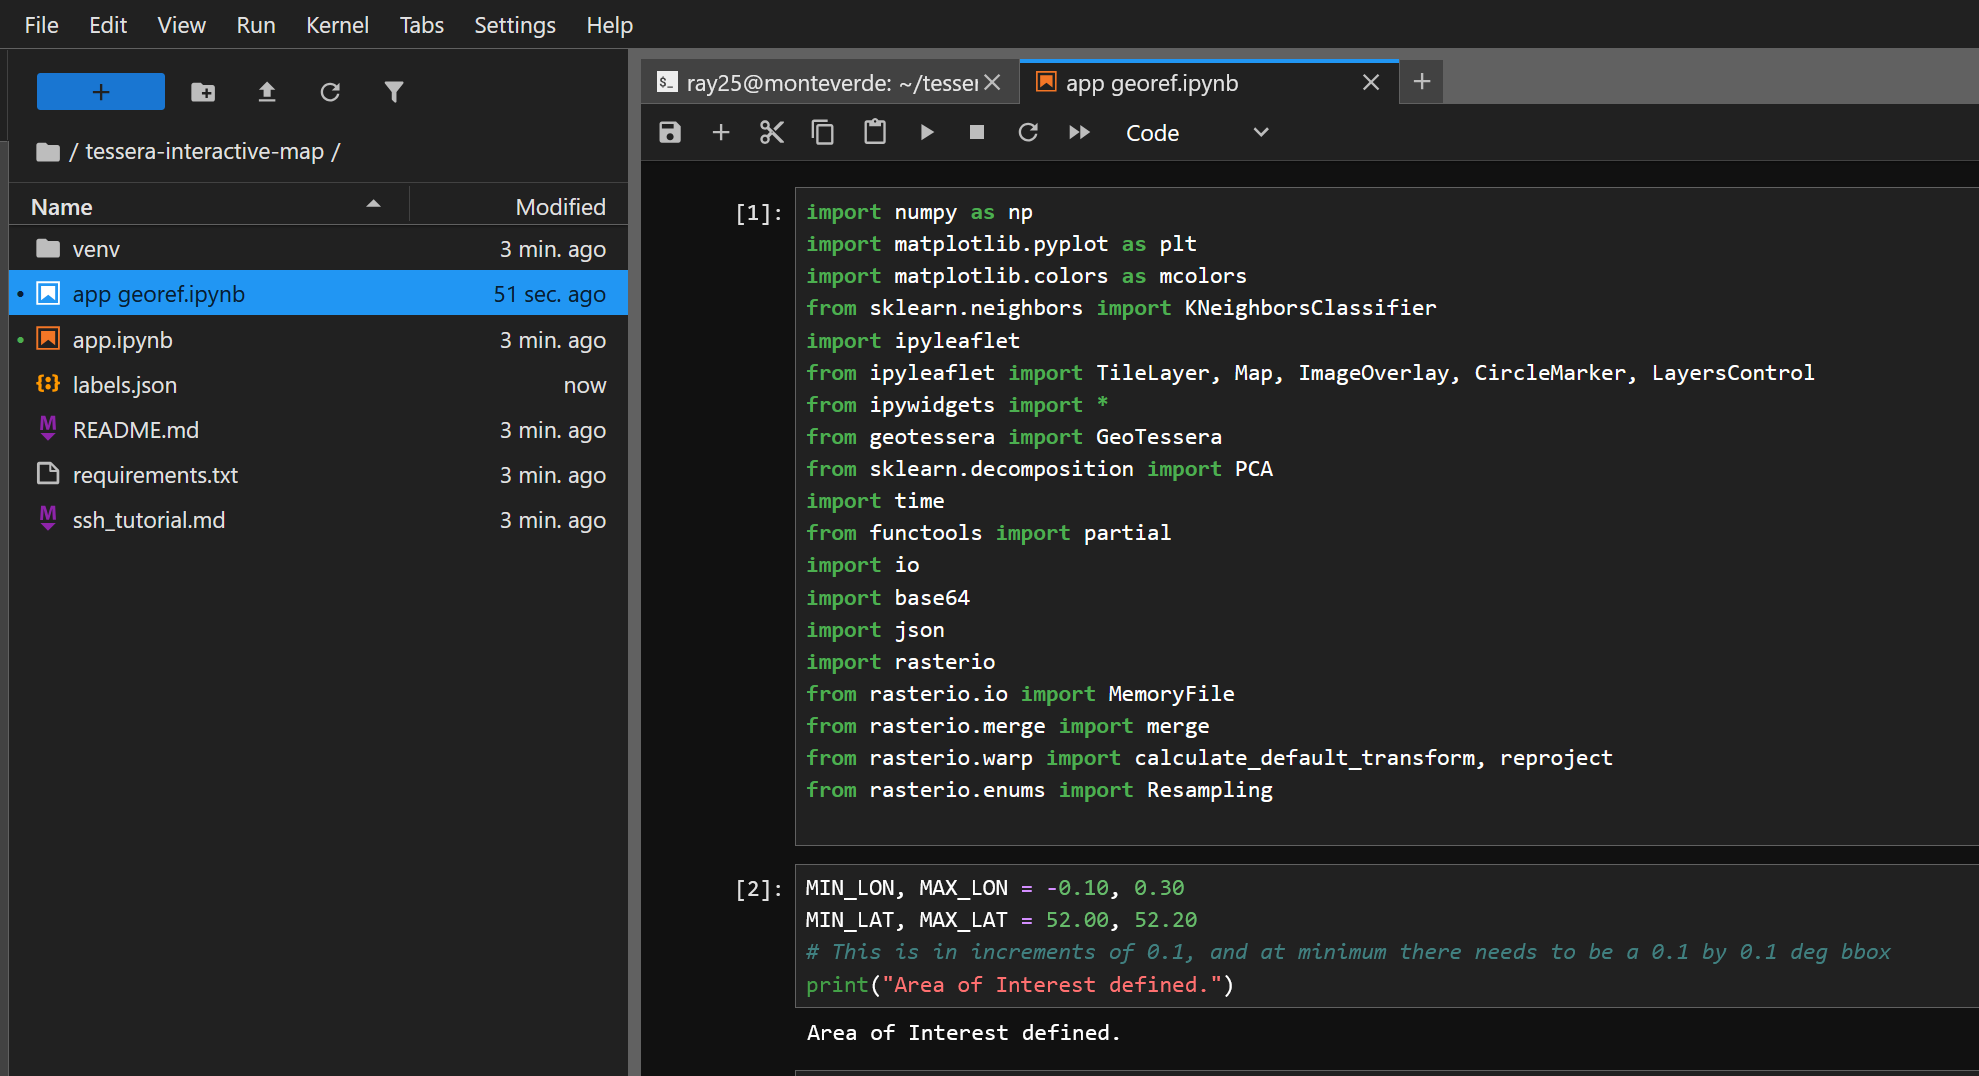 File Edit View Run Kernel Tabs Settings Help
/ tessera-interactive-map /
Name Modified
venv 3 min. ago
app georef.ipynb 51 sec. ago
app.ipynb 3 min. ago
labels.json now
README.md 3 min. ago
requirements.txt 3 min. ago
ssh_tutorial.md 3 min. ago
ray25@monteverde: ~/tesser
app georef.ipynb
Code
[1]:
import numpy as np
import matplotlib.pyplot as plt
import matplotlib.colors as mcolors
from sklearn.neighbors import KNeighborsClassifier
import ipyleaflet
from ipyleaflet import TileLayer, Map, ImageOverlay, CircleMarker, LayersControl
from ipywidgets import *
from geotessera import GeoTessera
from sklearn.decomposition import PCA
import time
from functools import partial
import io
import base64
import json
import rasterio
from rasterio.io import MemoryFile
from rasterio.merge import merge
from rasterio.warp import calculate_default_transform, reproject
from rasterio.enums import Resampling
[2]:
MIN_LON, MAX_LON = -0.10, 0.30
MIN_LAT, MAX_LAT = 52.00, 52.20
# This is in increments of 0.1, and at minimum there needs to be a 0.1 by 0.1 deg bbox
print("Area of Interest defined.")
Area of Interest defined.